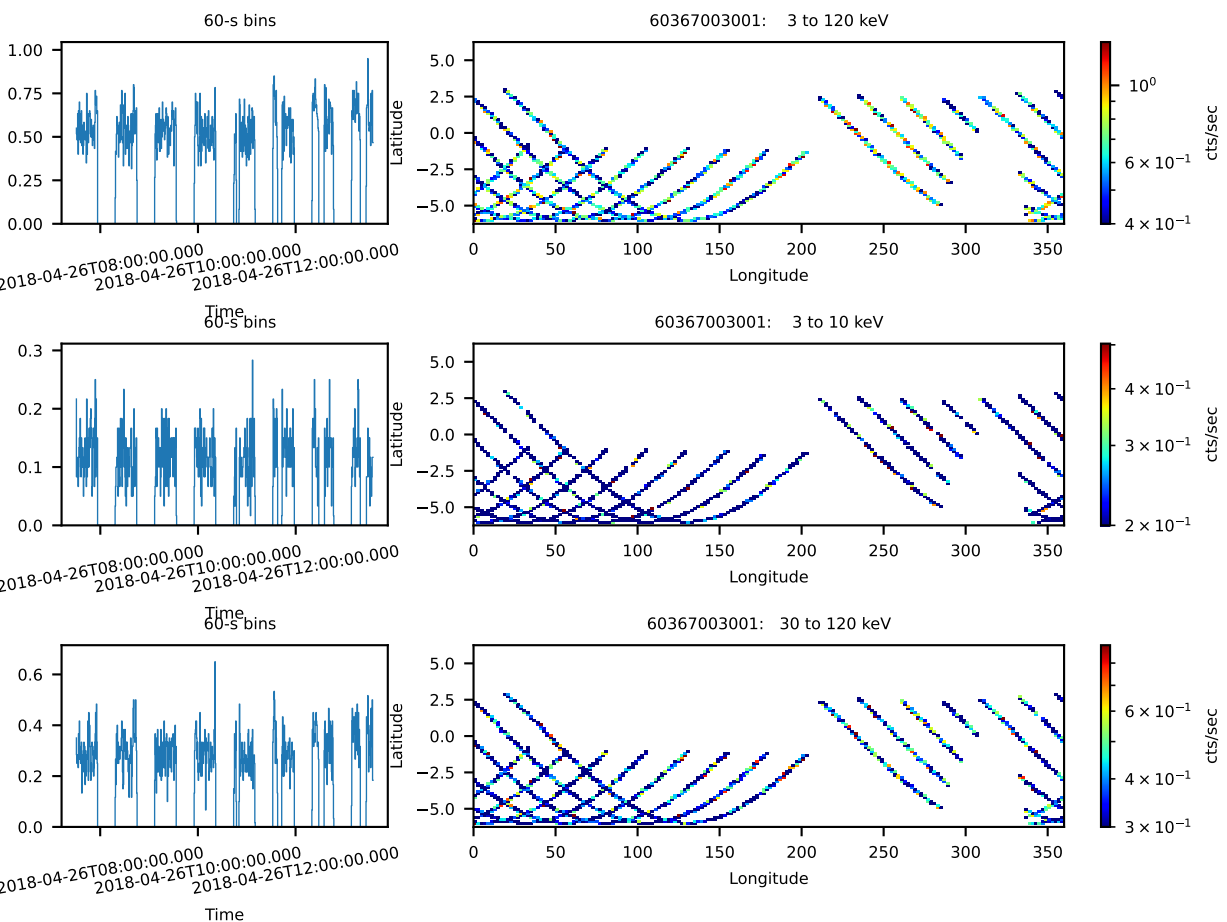 60-s bins
60367003001:    3 to 120 keV
1.00
0.75
0.50
0.25
0.00
2018-04-26T08:00:00.000
2018-04-26T10:00:00.000
2018-04-26T12:00:00.000
Time
Latitude
5.0
2.5
0.0
−2.5
−5.0
0 50 100 150 200 250 300 350
Longitude
10⁰
6 × 10⁻¹
4 × 10⁻¹
cts/sec
60-s bins
60367003001:    3 to 10 keV
0.3
0.2
0.1
0.0
2018-04-26T08:00:00.000
2018-04-26T10:00:00.000
2018-04-26T12:00:00.000
Time
Latitude
5.0
2.5
0.0
−2.5
−5.0
0 50 100 150 200 250 300 350
Longitude
4 × 10⁻¹
3 × 10⁻¹
2 × 10⁻¹
cts/sec
60-s bins
60367003001:   30 to 120 keV
0.6
0.4
0.2
0.0
2018-04-26T08:00:00.000
2018-04-26T10:00:00.000
2018-04-26T12:00:00.000
Time
Latitude
5.0
2.5
0.0
−2.5
−5.0
0 50 100 150 200 250 300 350
Longitude
6 × 10⁻¹
4 × 10⁻¹
3 × 10⁻¹
cts/sec